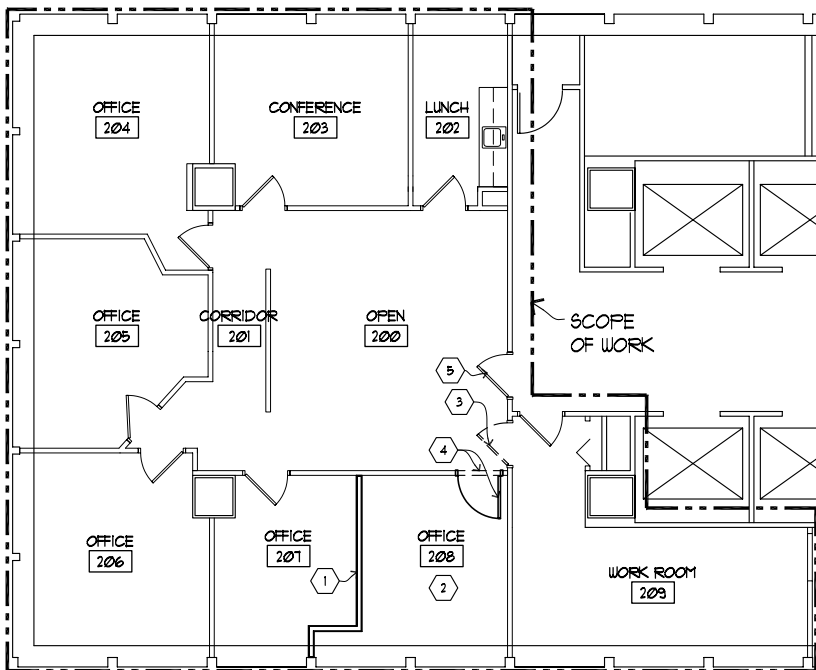 OFFICE
204
CONFERENCE
203
LUNCH
202
OFFICE
205
CORRIDOR
201
OPEN
200
SCOPE
OF WORK
5
3
4
OFFICE
206
OFFICE
207
OFFICE
208
1
2
WORK ROOM
209